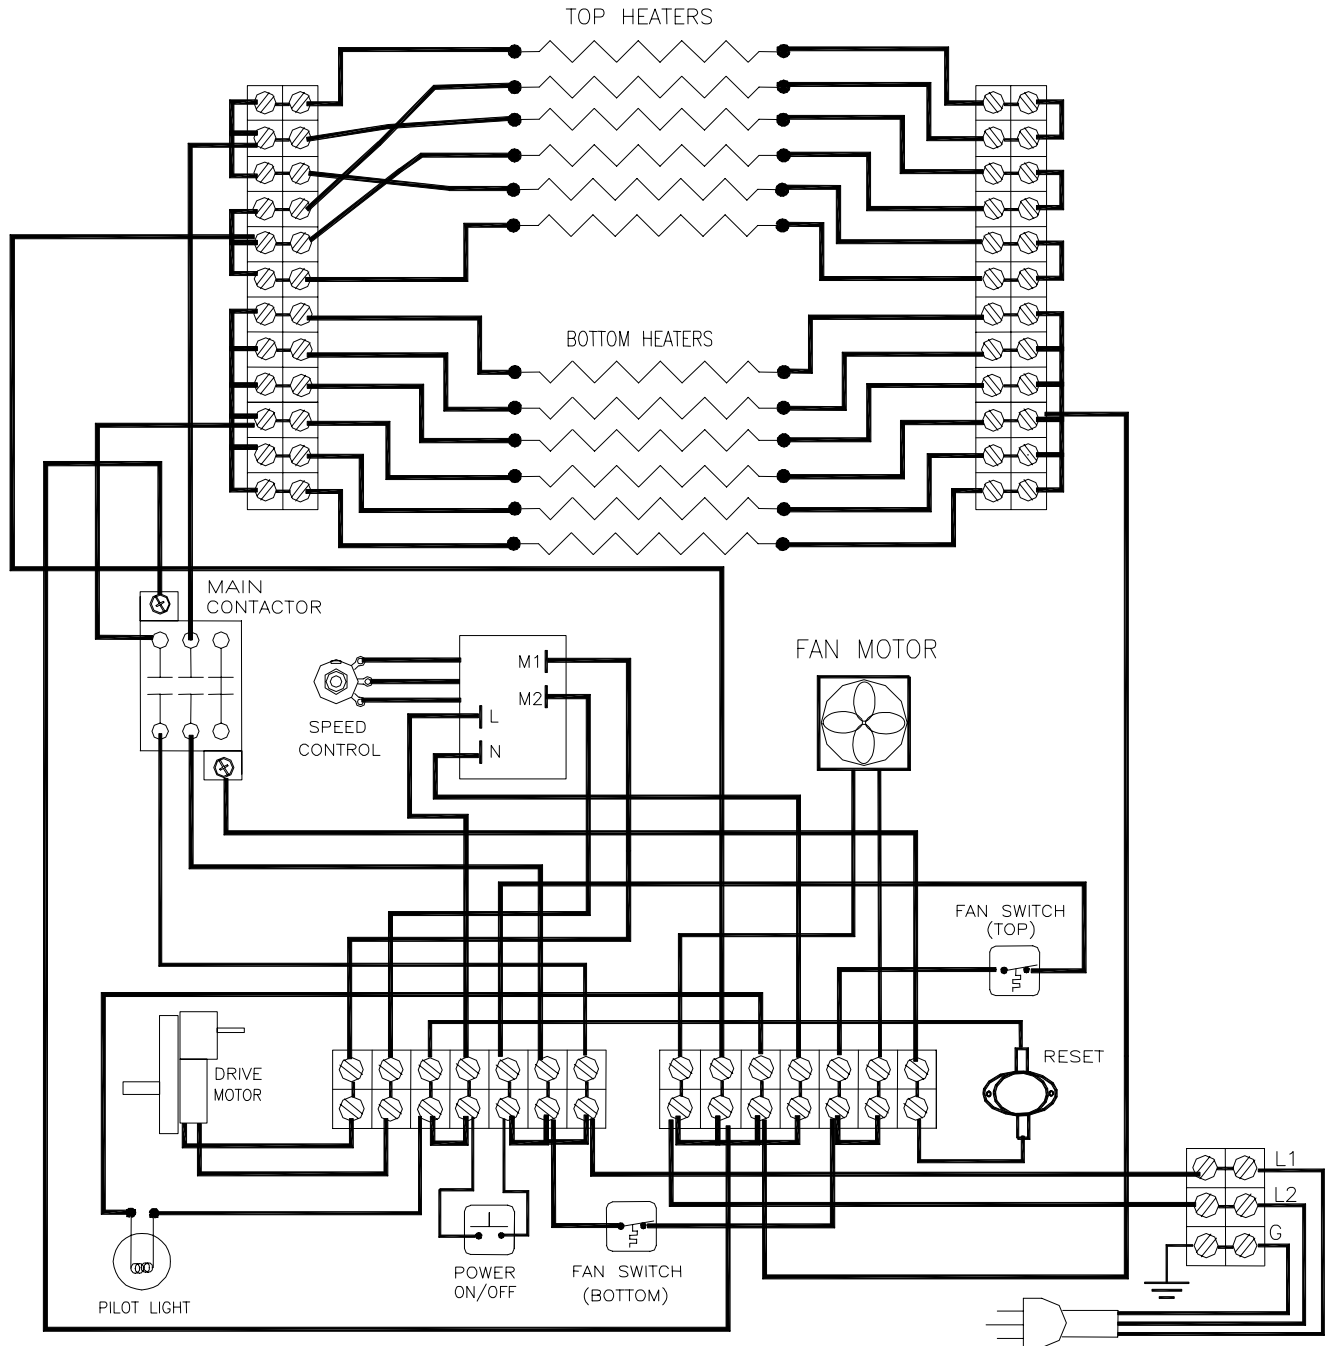 TOP HEATERS
BOTTOM HEATERS
MAIN
CONTACTOR
M1
M2
L
N
SPEED
CONTROL
FAN MOTOR
FAN SWITCH
(TOP)
RESET
DRIVE
MOTOR
L1
L2
G
POWER
ON/OFF
FAN SWITCH
(BOTTOM)
PILOT LIGHT